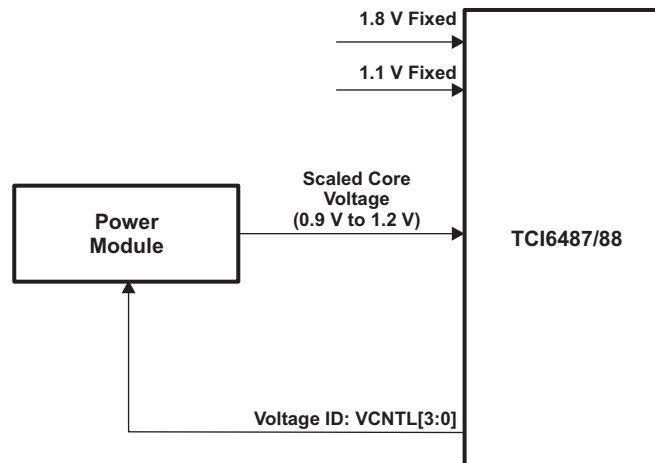 1.8 V Fixed
1.1 V Fixed
Scaled Core
Voltage
(0.9 V to 1.2 V)
Power
Module
TCI6487/88
Voltage ID: VCNTL[3:0]